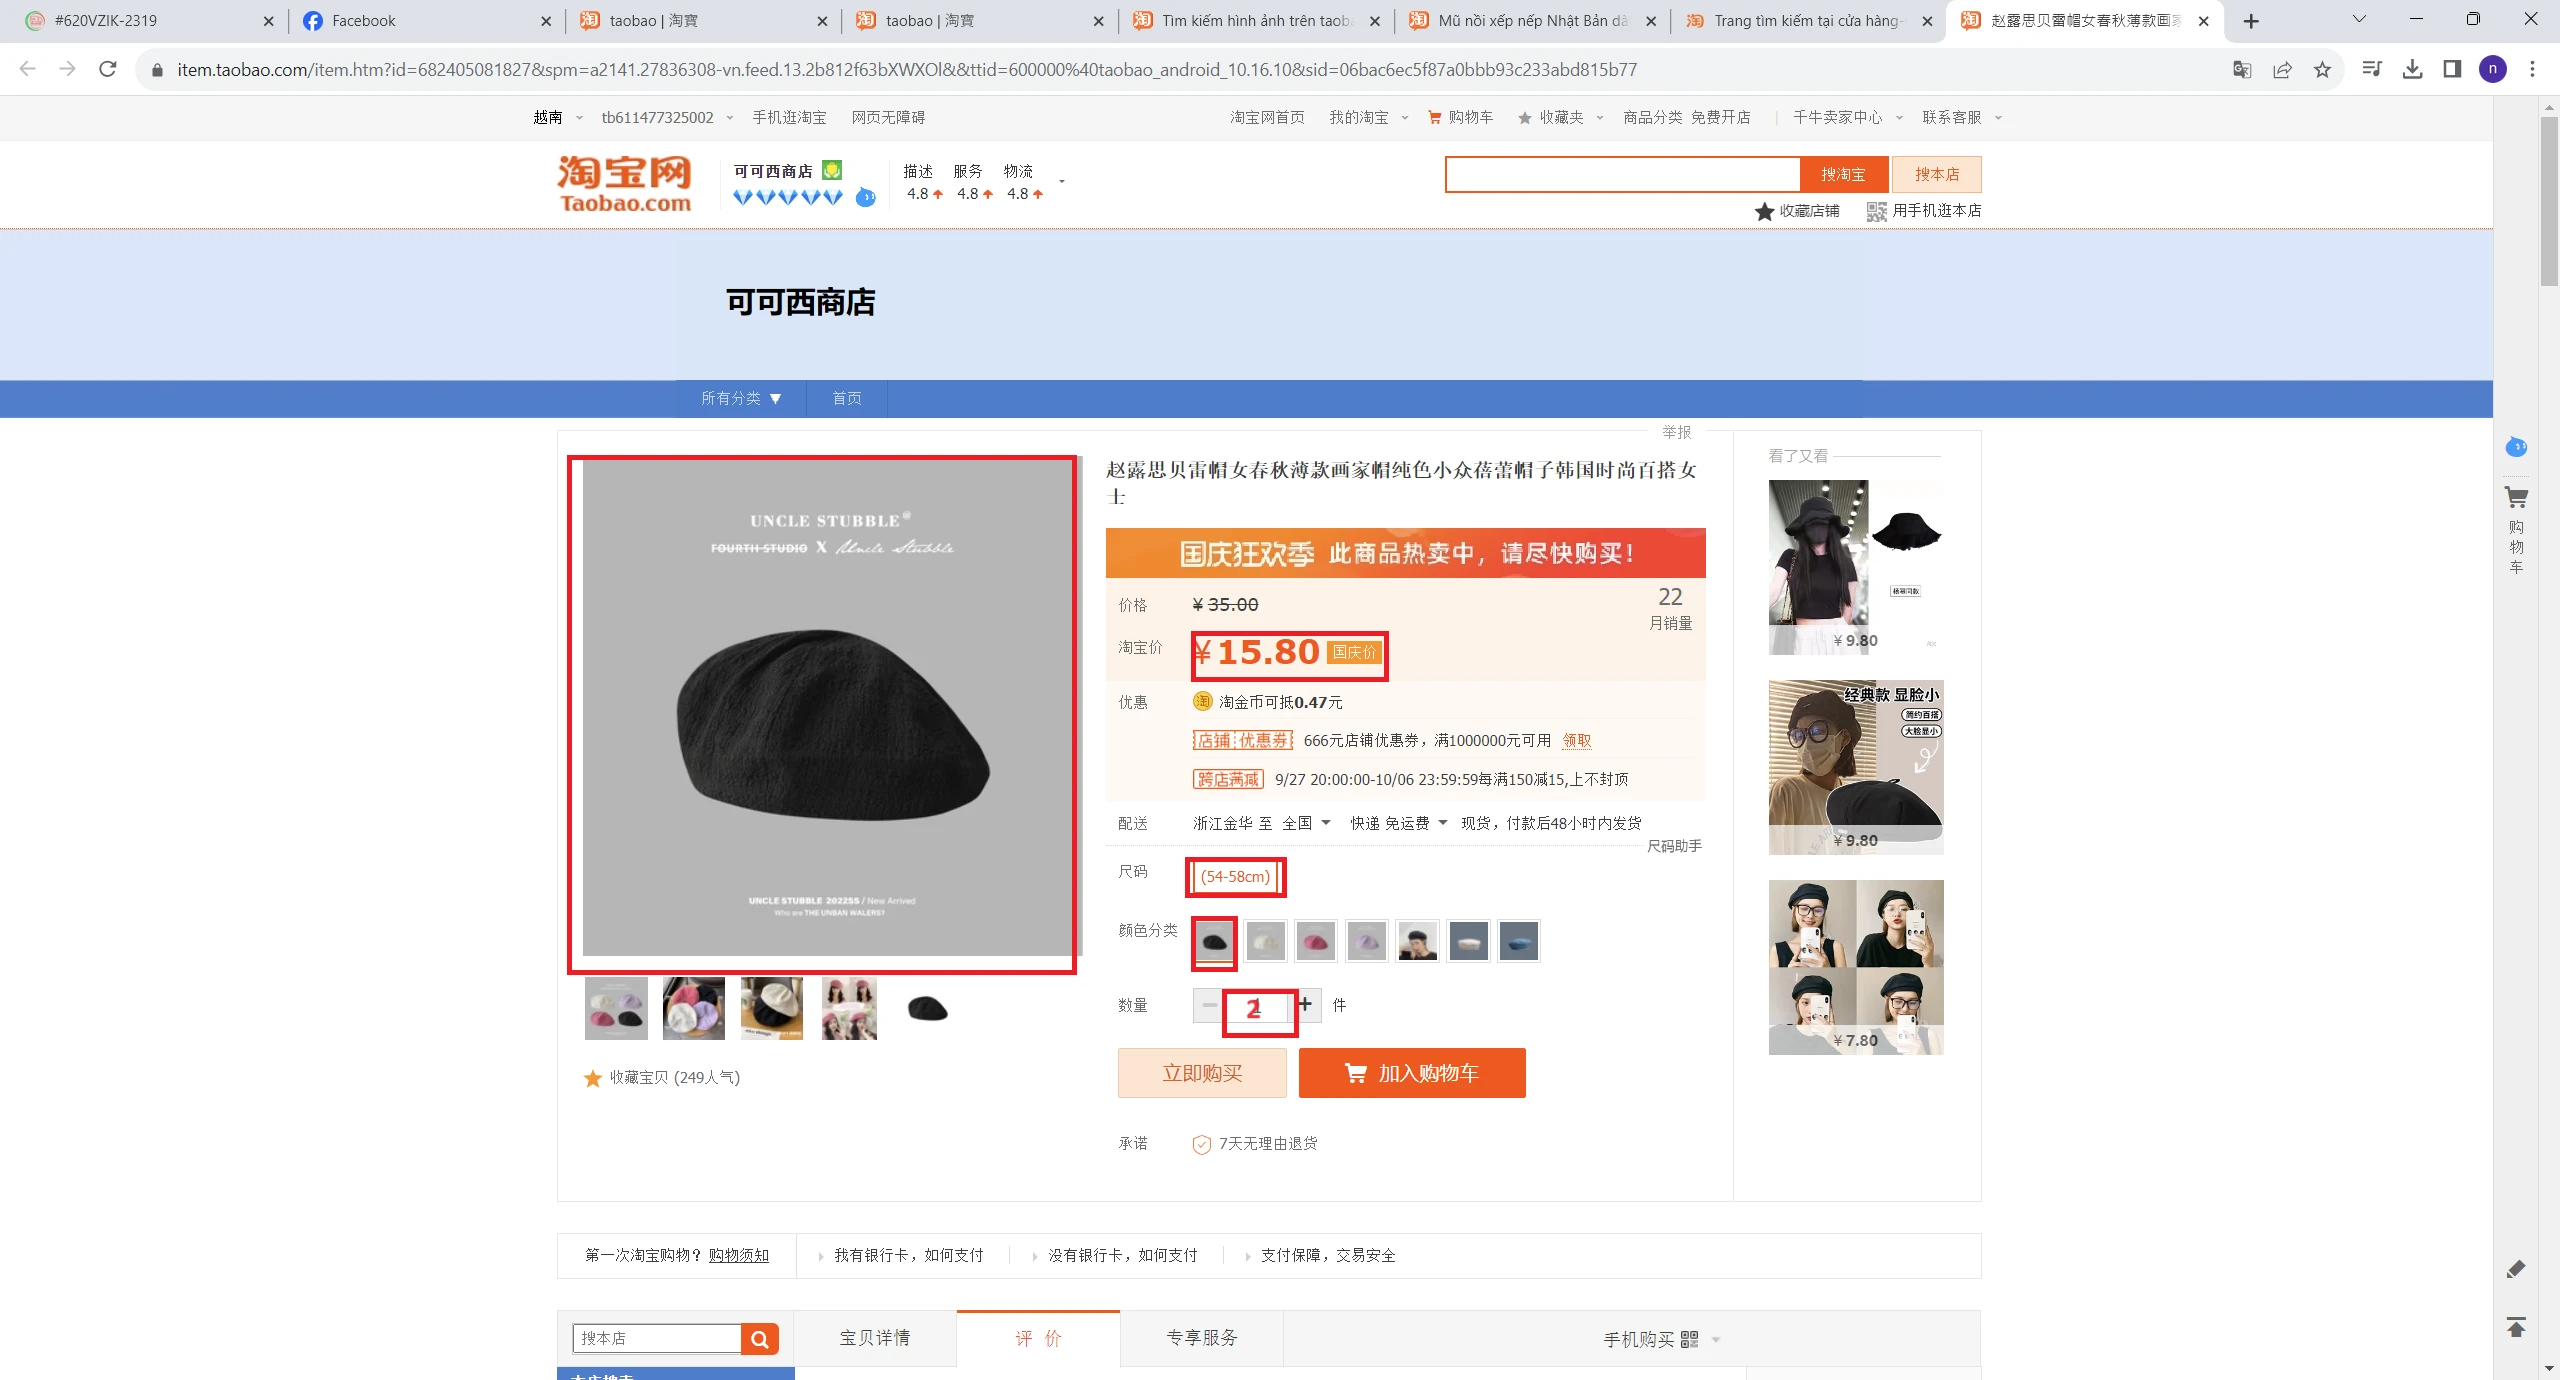 #620VZIK-2319
Facebook
taobao | 淘寶
taobao | 淘寶
Tìm kiếm hình ảnh trên taoba
Mũ nồi xếp nếp Nhật Bản dà
Trang tìm kiếm tại cửa hàng-
赵露思贝雷帽女春秋薄款画家
item.taobao.com/item.htm?id=682405081827&spm=a2141.27836308-vn.feed.13.2b812f63bXWXOl&&ttid=600000%40taobao_android_10.16.10&sid=06bac6ec5f87a0bbb93c233abd815b77
n
越南 tb611477325002 手机逛淘宝 网页无障碍
淘宝网首页 我的淘宝 购物车 收藏夹 商品分类 免费开店 | 千牛卖家中心 联系客服
淘宝网
Taobao.com
可可西商店
描述 服务 物流
4.8 4.8 4.8
搜淘宝 搜本店
收藏店铺 用手机逛本店
可可西商店
所有分类 首页
举报
UNCLE STUBBLE®
FOURTH STUDIO X Uncle Stubble
UNCLE STUBBLE 2022SS / New Arrived
Who are THE UNBAN WALERS?
收藏宝贝 (249人气)
赵露思贝雷帽女春秋薄款画家帽纯色小众蓓蕾帽子韩国时尚百搭女
士
国庆狂欢季 此商品热卖中，请尽快购买！
价格 ¥ 35.00
22
月销量
淘宝价 ¥ 15.80 国庆价
优惠 淘 淘金币可抵0.47元
店铺优惠券 666元店铺优惠券，满1000000元可用 领取
跨店满减 9/27 20:00:00-10/06 23:59:59每满150减15,上不封顶
配送 浙江金华 至 全国 快递 免运费 现货，付款后48小时内发货
尺码助手
尺码 (54-58cm)
颜色分类
数量 2 件
立即购买 加入购物车
承诺 7天无理由退货
看了又看
杨幂同款
¥ 9.80
经典款 显脸小
简约百搭
大脸显小
¥ 9.80
¥ 7.80
购
物
车
第一次淘宝购物？ 购物须知 我有银行卡，如何支付 没有银行卡，如何支付 支付保障，交易安全
搜本店 宝贝详情 评 价 专享服务 手机购买
本店搜索